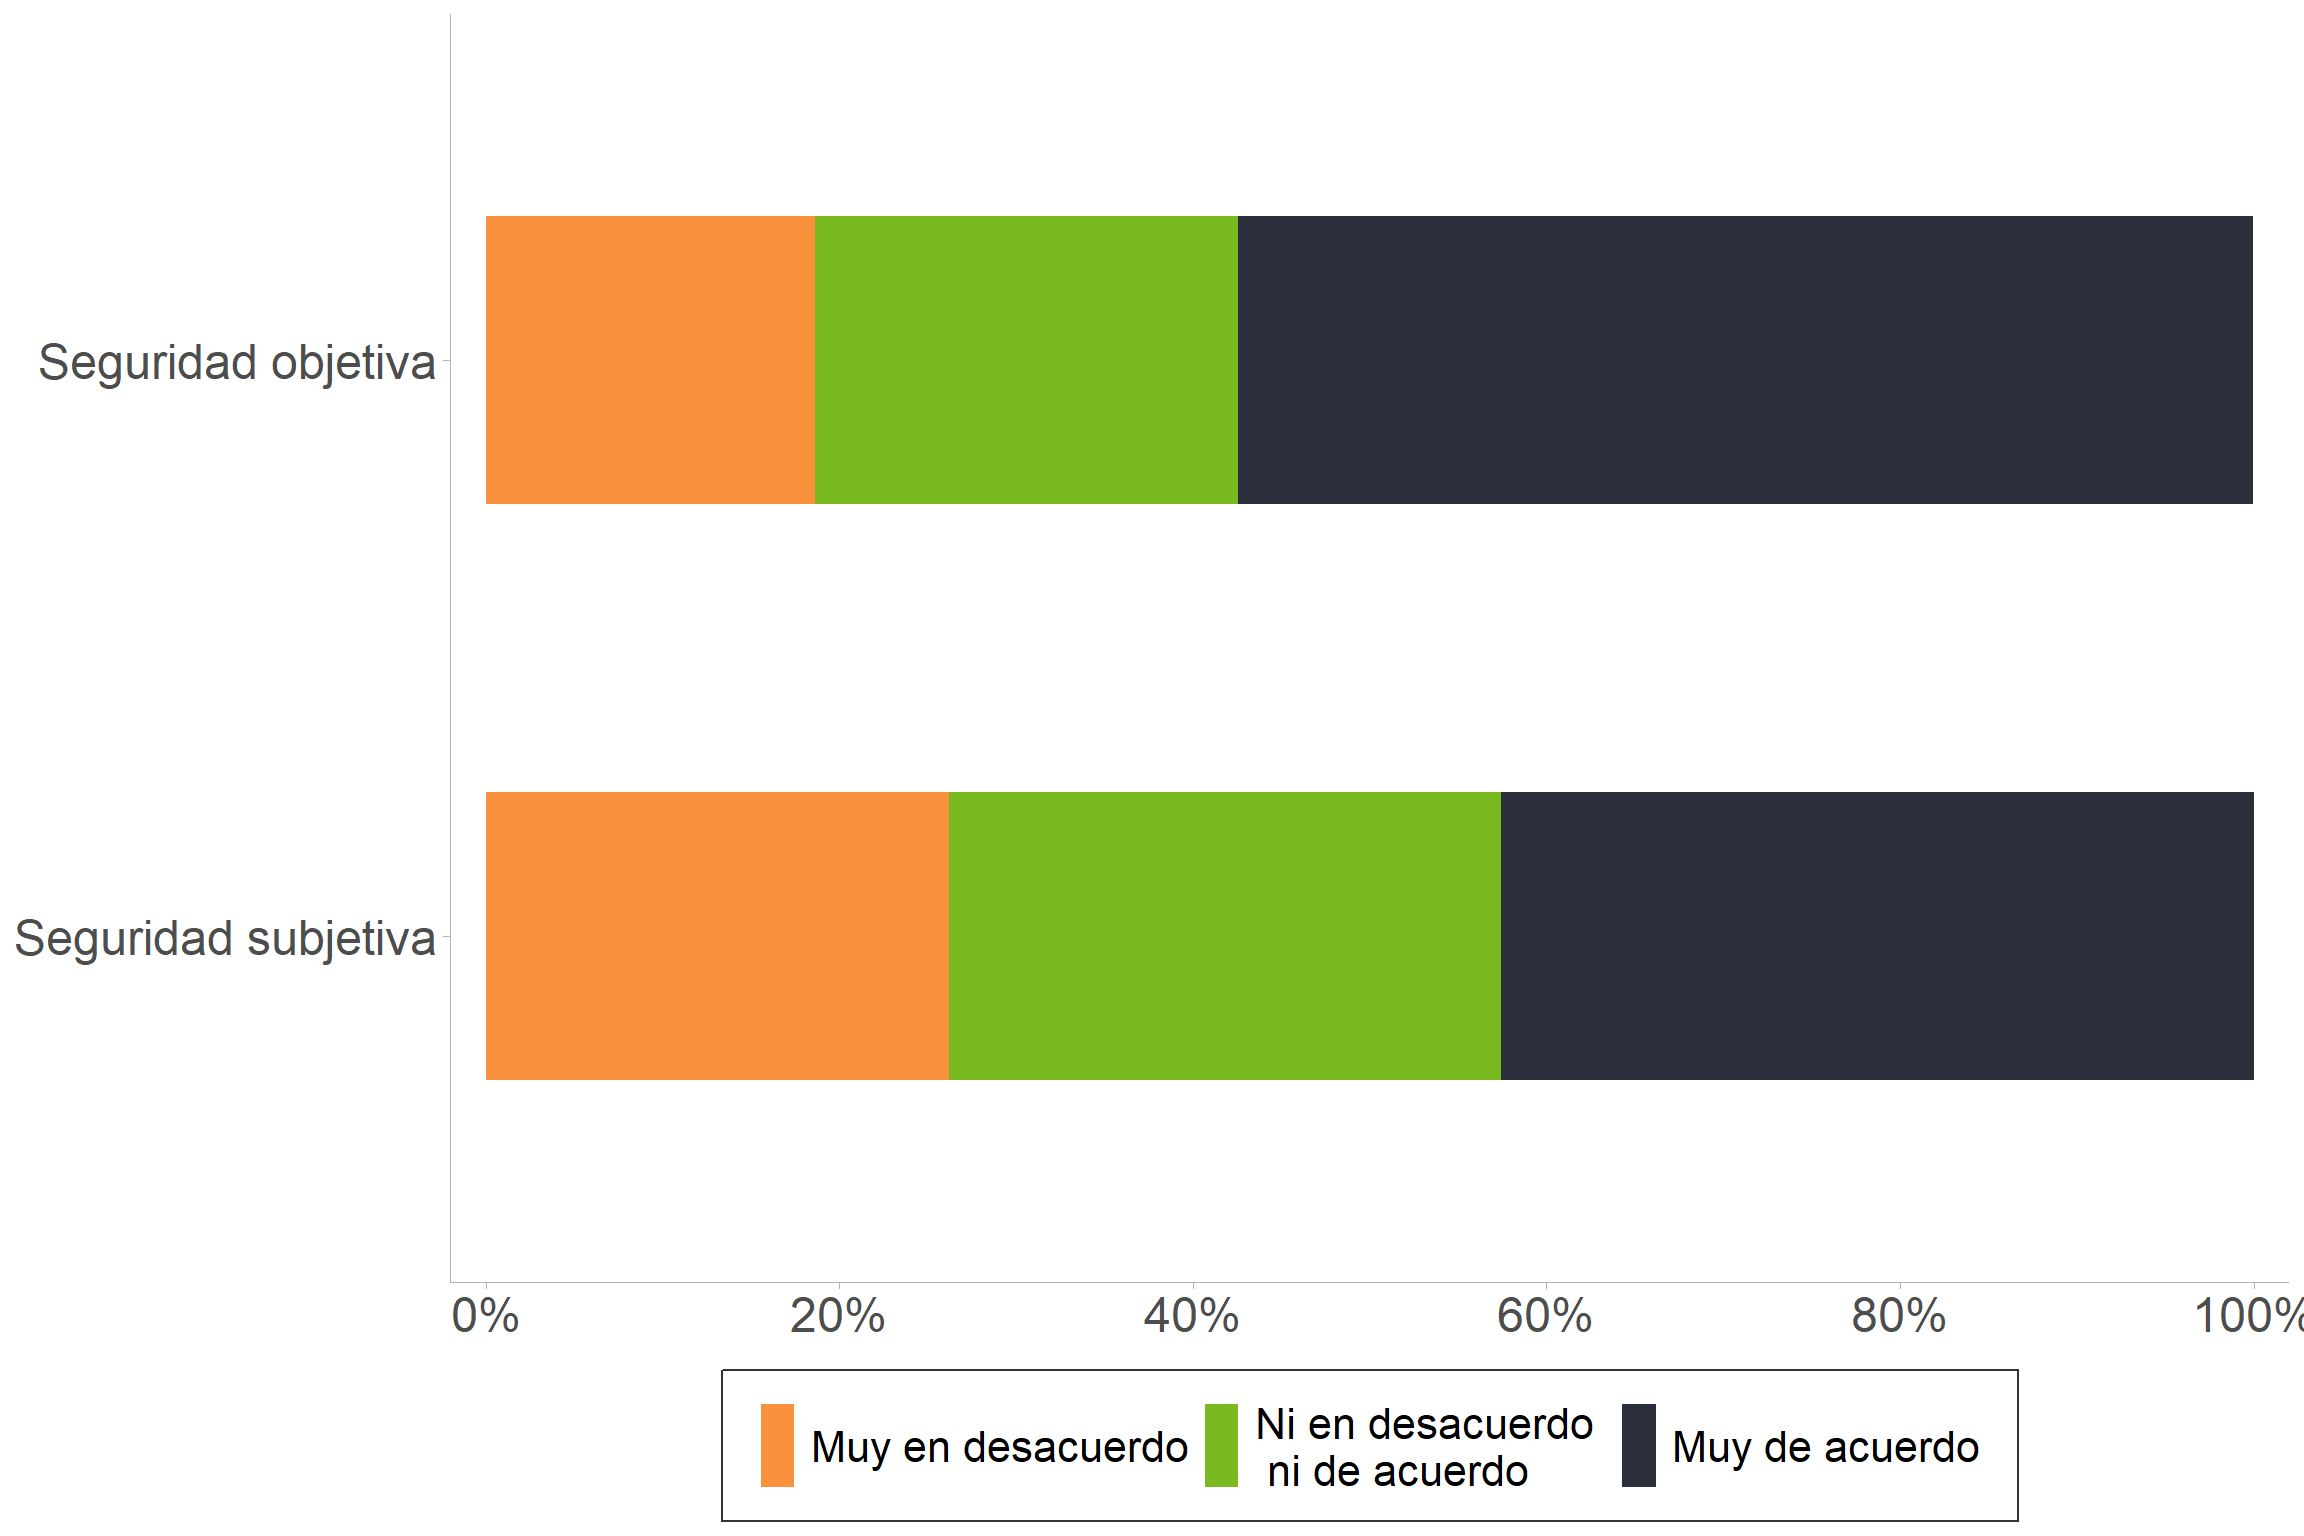 Seguridad objetiva
Seguridad subjetiva
0% 20% 40% 60% 80% 100%
Muy en desacuerdo
Ni en desacuerdo
ni de acuerdo
Muy de acuerdo